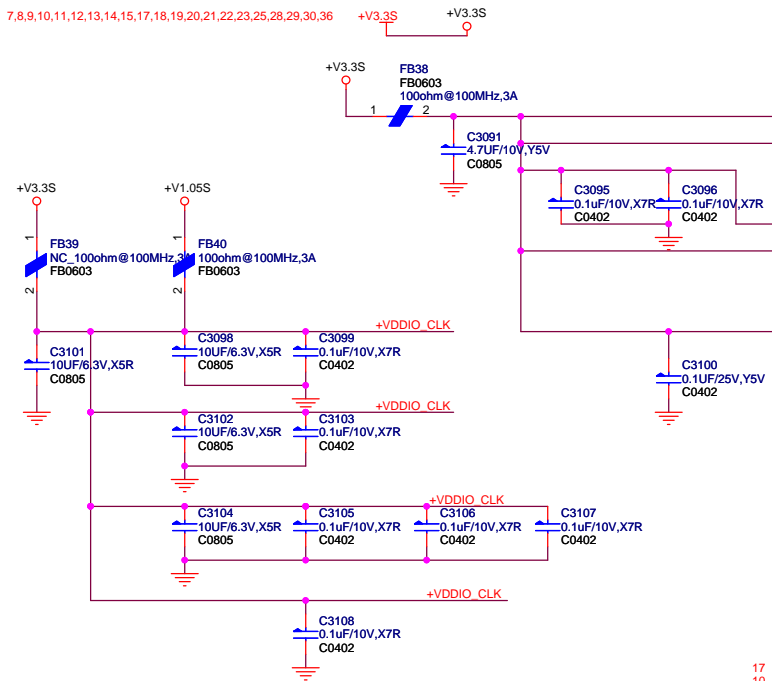 7,8,9,10,11,12,13,14,15,17,18,19,20,21,22,23,25,28,29,30,36
+V3.3S
+V3.3S
+V3.3S
FB38
FB0603
100ohm@100MHz,3A
1
2
C3091
4.7UF/10V,Y5V
C0805
C3095
0.1uF/10V,X7R
C0402
C3096
0.1uF/10V,X7R
C0402
+V3.3S
+V1.05S
1
FB39
NC_100ohm@100MHz,3A
FB0603
2
1
FB40
100ohm@100MHz,3A
FB0603
2
+VDDIO_CLK
C3101
10UF/6.3V,X5R
C0805
C3098
10UF/6.3V,X5R
C0805
C3099
0.1uF/10V,X7R
C0402
C3100
0.1UF/25V,Y5V
C0402
+VDDIO_CLK
C3102
10UF/6.3V,X5R
C0805
C3103
0.1uF/10V,X7R
C0402
+VDDIO_CLK
C3104
10UF/6.3V,X5R
C0805
C3105
0.1uF/10V,X7R
C0402
C3106
0.1uF/10V,X7R
C0402
C3107
0.1uF/10V,X7R
C0402
+VDDIO_CLK
C3108
0.1uF/10V,X7R
C0402
17